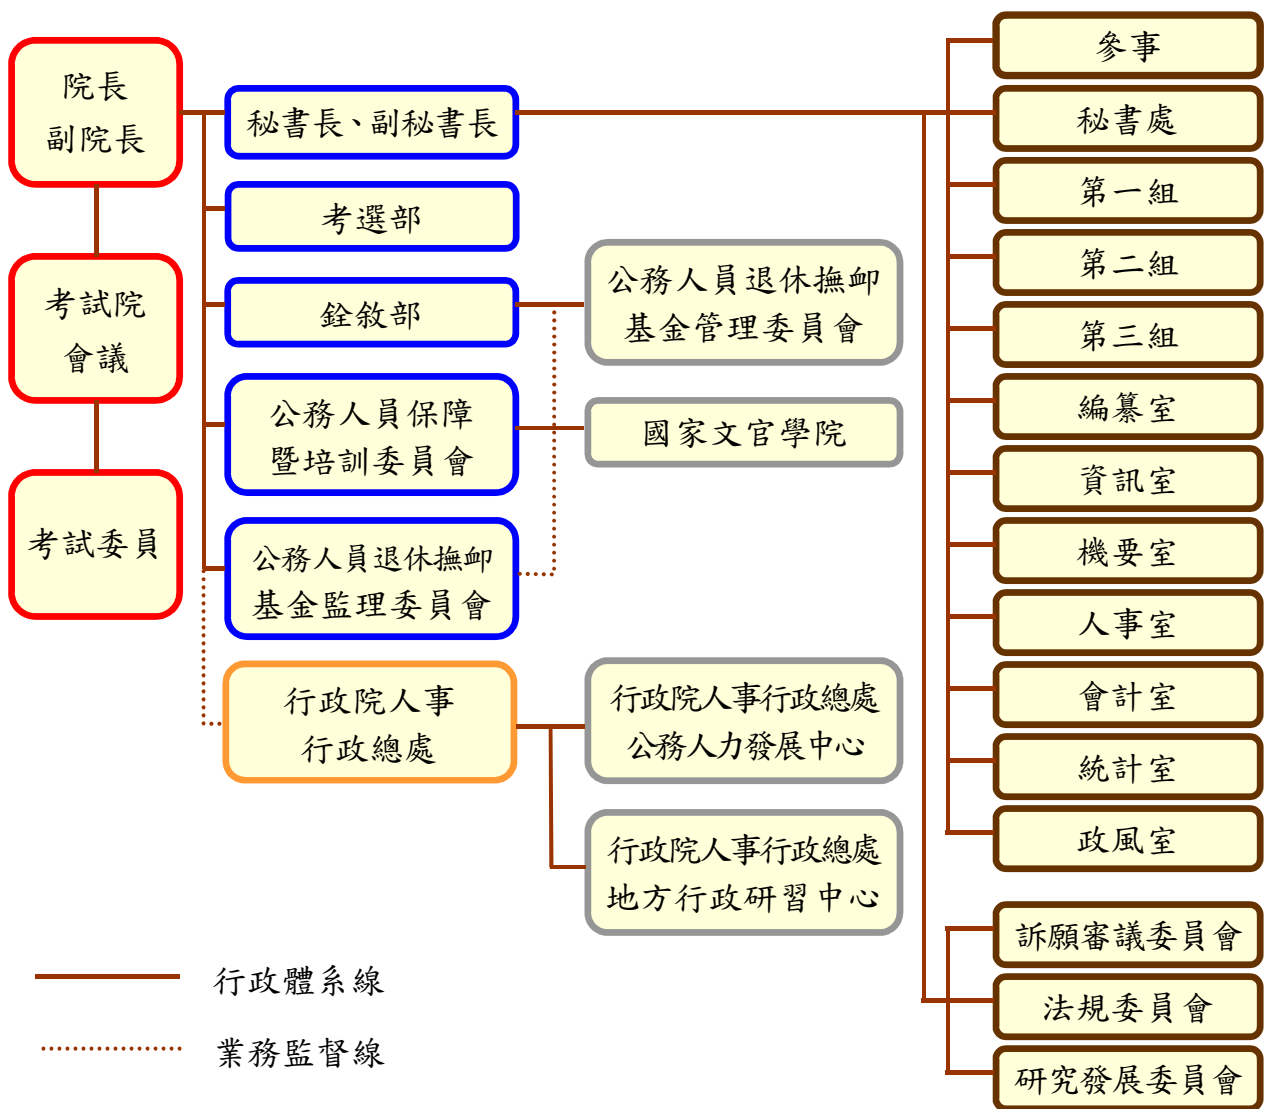 院長
副院長
考試院
會議
考試委員
秘書長、副秘書長
考選部
銓敘部
公務人員保障
暨培訓委員會
公務人員退休撫卹
基金監理委員會
行政院人事
行政總處
公務人員退休撫卹
基金管理委員會
國家文官學院
行政院人事行政總處
公務人力發展中心
行政院人事行政總處
地方行政研習中心
參事
秘書處
第一組
第二組
第三組
編纂室
資訊室
機要室
人事室
會計室
統計室
政風室
訴願審議委員會
法規委員會
研究發展委員會
行政體系線
業務監督線